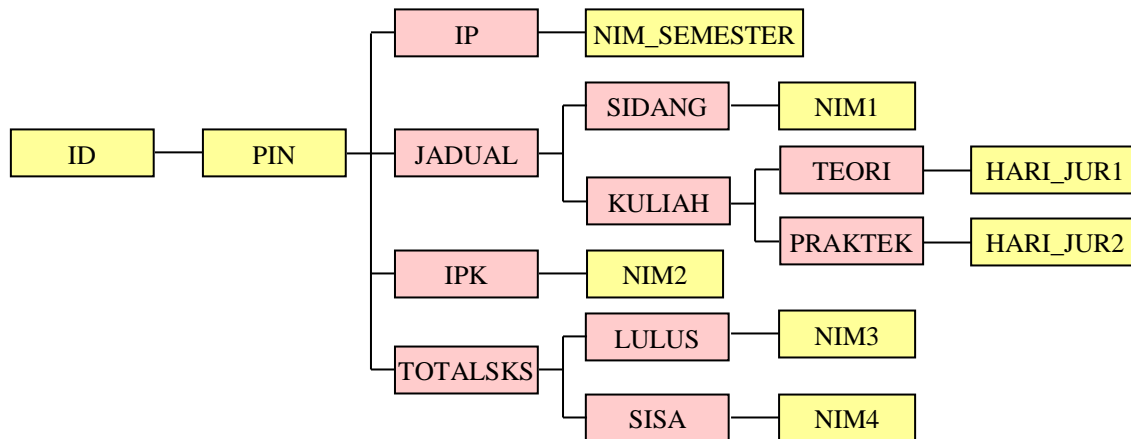 IP
NIM_SEMESTER
SIDANG
NIM1
ID
PIN
JADUAL
TEORI
HARI_JUR1
KULIAH
PRAKTEK
HARI_JUR2
IPK
NIM2
LULUS
NIM3
TOTALSKS
SISA
NIM4